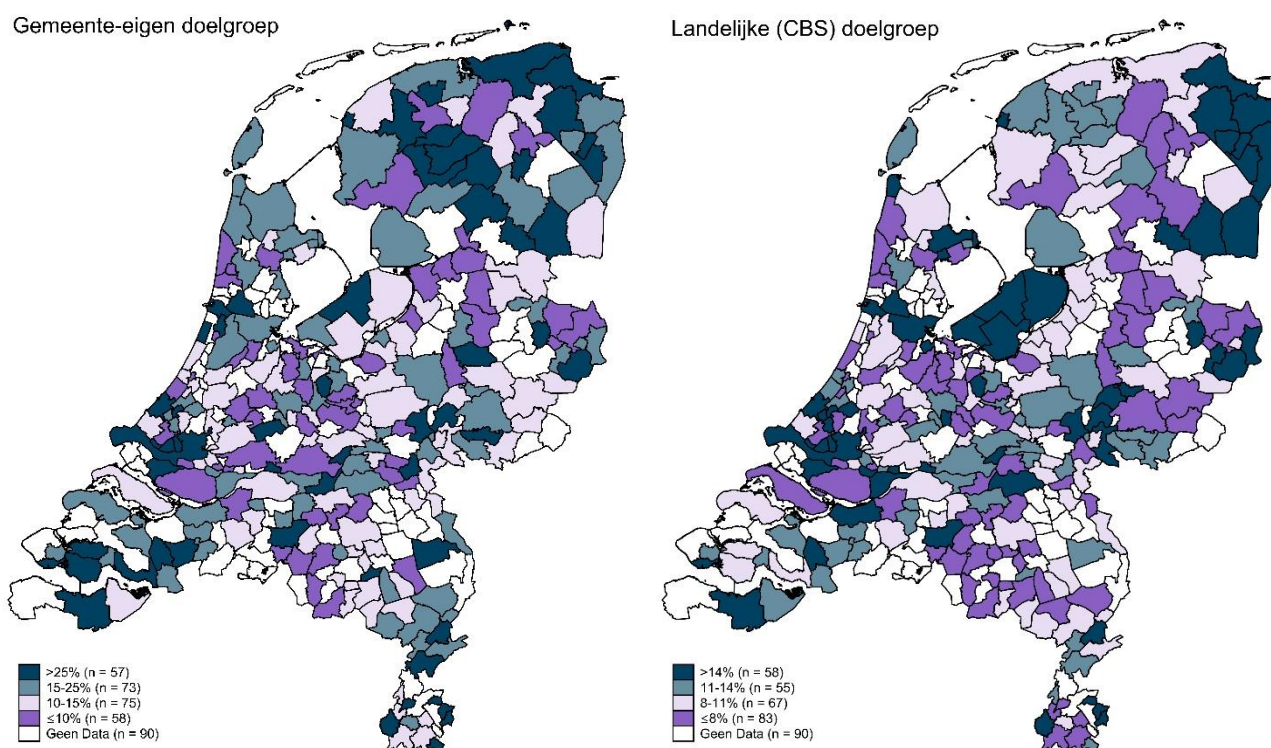 Gemeente-eigen doelgroep
>25% (n = 57)
15-25% (n = 73)
10-15% (n = 75)
≤10% (n = 58)
Geen Data (n = 90)
Landelijke (CBS) doelgroep
>14% (n = 58)
11-14% (n = 55)
8-11% (n = 67)
≤8% (n = 83)
Geen Data (n = 90)